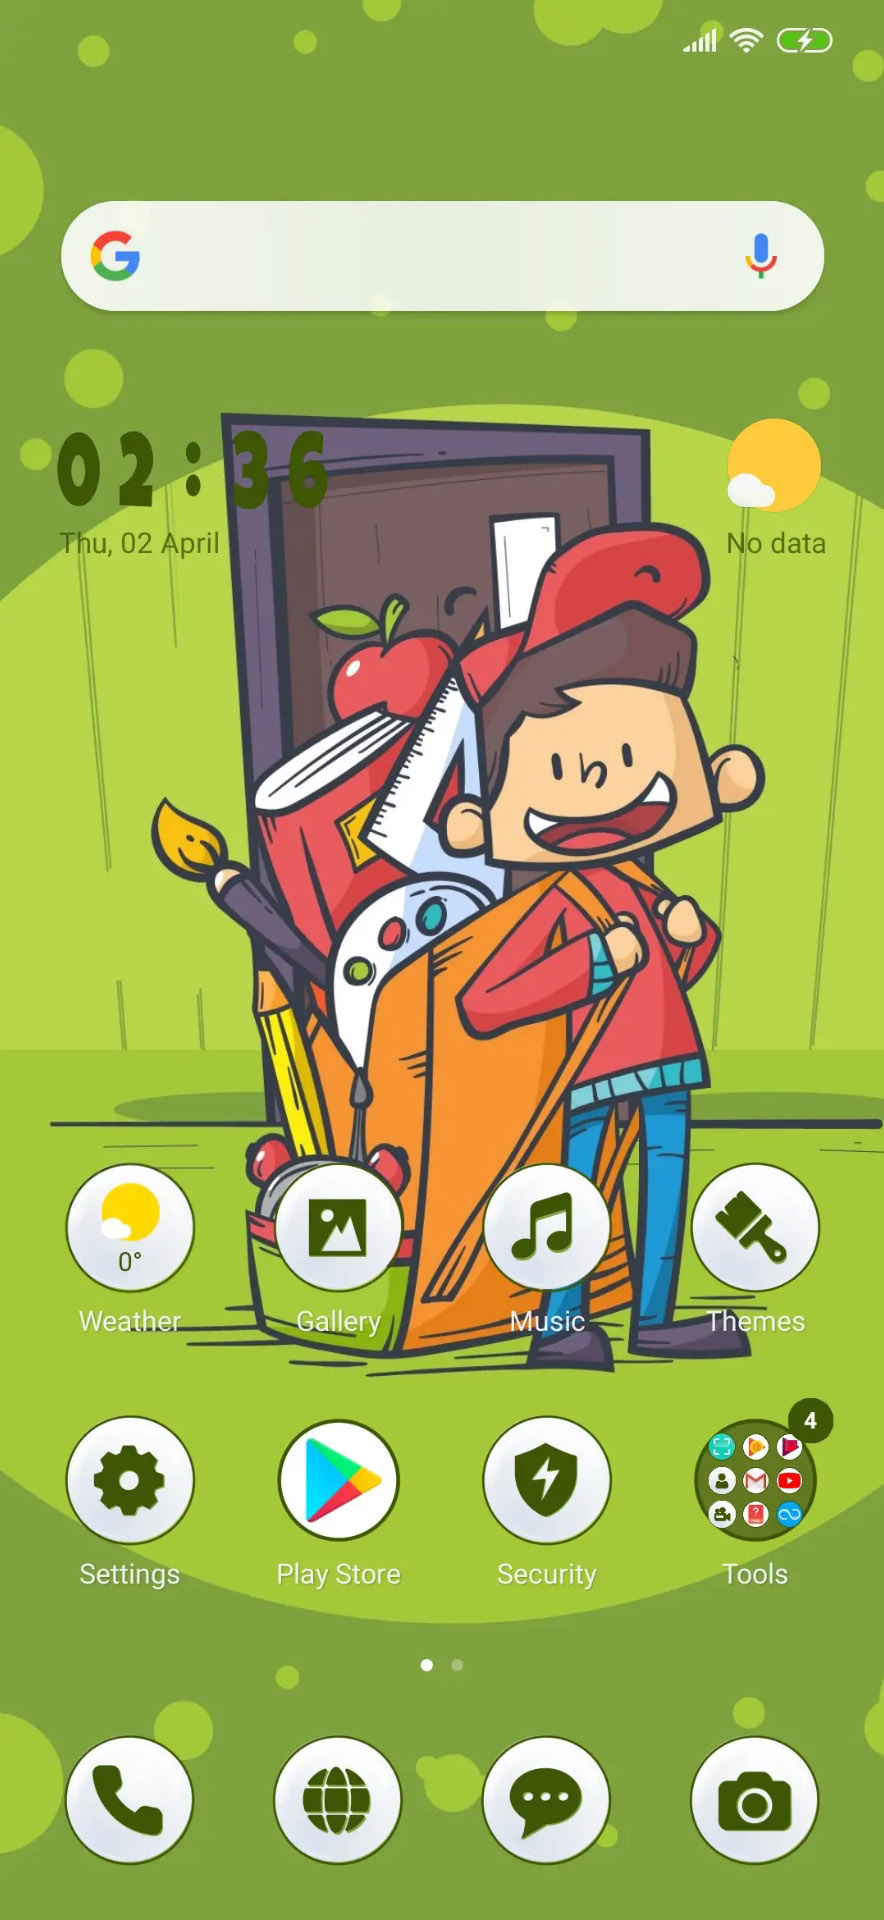 02:36
Thu, 02 April
No data
0°
Weather
Gallery
Music
Themes
4
Settings
Play Store
Security
Tools